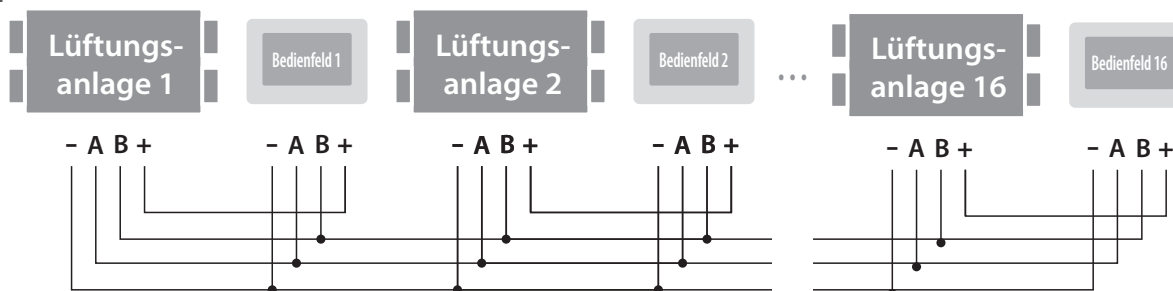 Lüftungs-
anlage 1
Bedienfeld 1
Lüftungs-
anlage 2
Bedienfeld 2
...
Lüftungs-
anlage 16
Bedienfeld 16
- A B +
- A B +
- A B +
- A B +
- A B +
- A B +